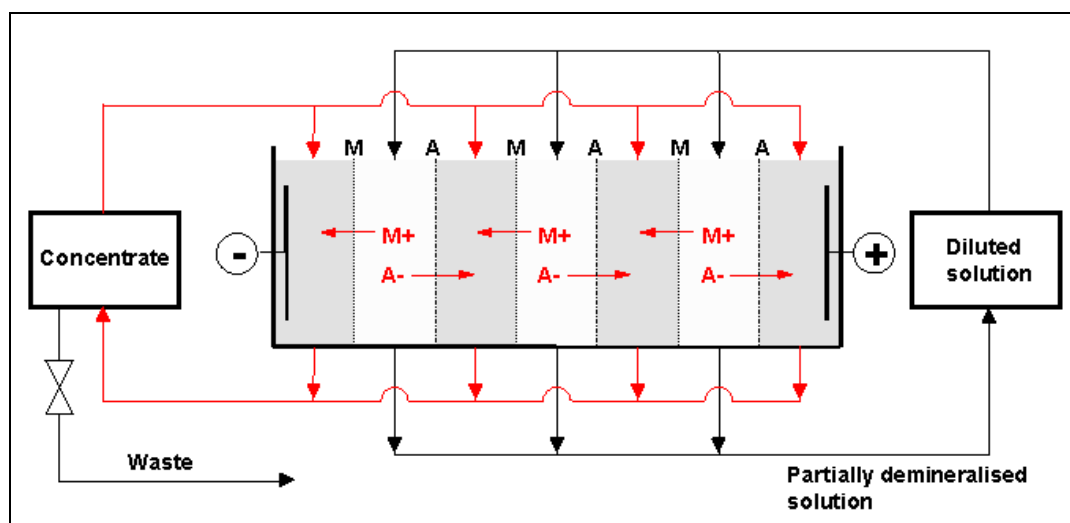 M A M A M A
M+ M+ M+
Concentrate
-
+
Diluted
solution
A- A- A-
Waste
Partially demineralised
solution